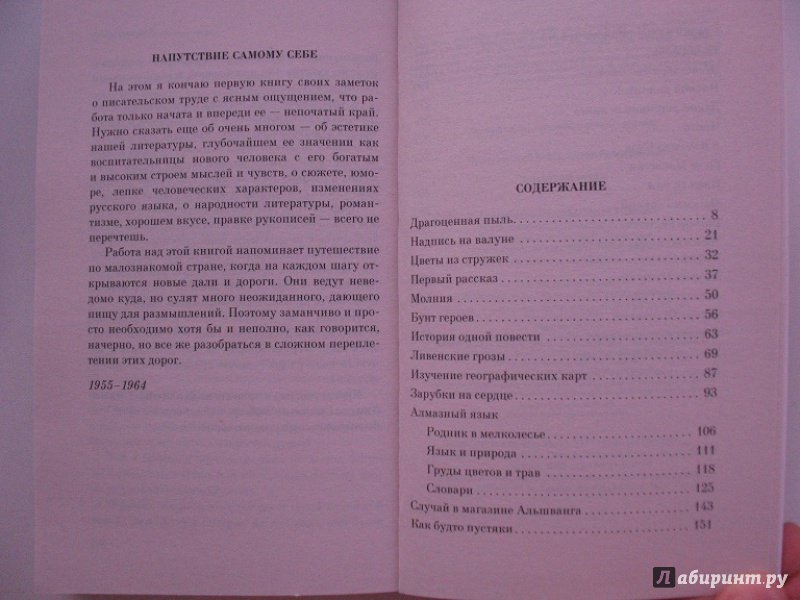 НАПУТСТВИЕ САМОМУ СЕБЕ
На этом я кончаю первую книгу своих заметок
о писательском труде с ясным ощущением, что ра-
бота только начата и впереди ее — непочатый край.
Нужно сказать еще об очень многом — об эстетике
нашей литературы, глубочайшем ее значении как
воспитательницы нового человека с его богатым
и высоким строем мыслей и чувств, о сюжете, юмо-
ре, лепке человеческих характеров, изменениях
русского языка, о народности литературы, роман-
тизме, хорошем вкусе, правке рукописей — всего не
перечтешь.
Работа над этой книгой напоминает путешествие
по малознакомой стране, когда на каждом шагу от-
крываются новые дали и дороги. Они ведут неве-
домо куда, но сулят много неожиданного, дающего
пищу для размышлений. Поэтому заманчиво и про-
сто необходимо хотя бы и неполно, как говорится,
начерно, но все же разобраться в сложном перепле-
тении этих дорог.
1955–1964
СОДЕРЖАНИЕ
Драгоценная пыль 8
Надпись на валуне 21
Цветы из стружек 32
Первый рассказ 37
Молния 50
Бунт героев 56
История одной повести 63
Ливенские грозы 69
Изучение географических карт 87
Зарубки на сердце 93
Алмазный язык
Родник в мелколесье 106
Язык и природа 111
Груды цветов и трав 118
Словари 125
Случай в магазине Альшванга 143
Как будто пустяки 151
Лабиринт.ру